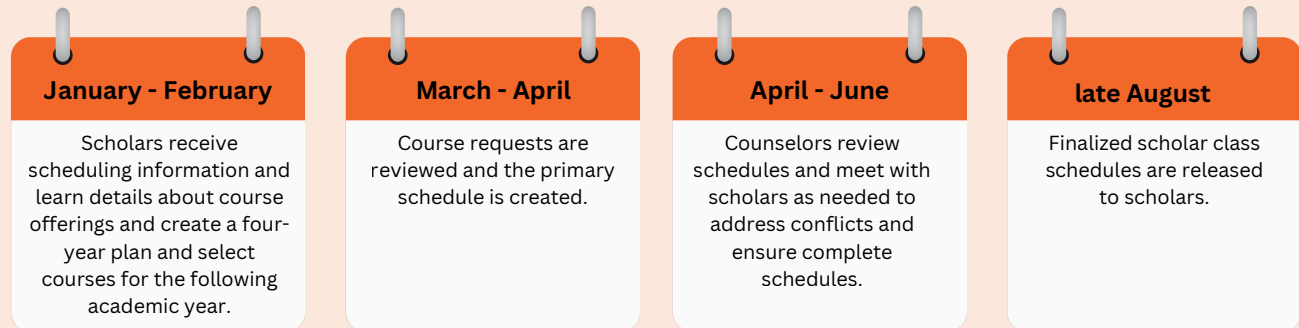 January - February
Scholars receive
scheduling information and
learn details about course
offerings and create a four-
year plan and select
courses for the following
academic year.
March - April
Course requests are
reviewed and the primary
schedule is created.
April - June
Counselors review
schedules and meet with
scholars as needed to
address conflicts and
ensure complete
schedules.
late August
Finalized scholar class
schedules are released
to scholars.